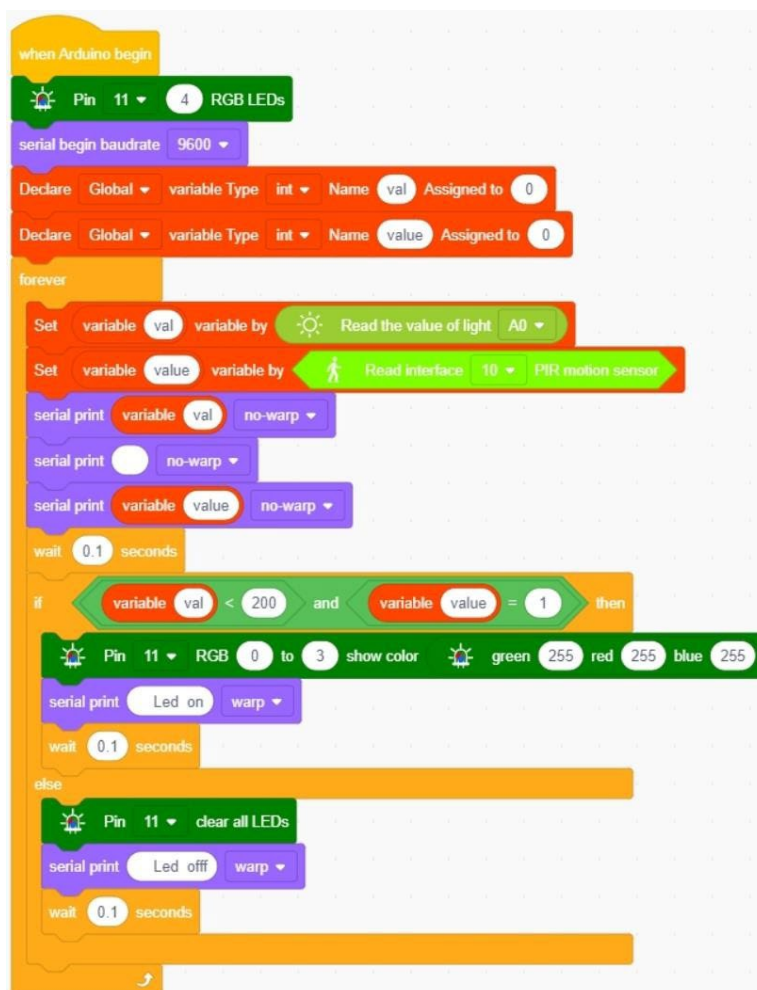 when Arduino begin
Pin 11 4 RGB LEDs
serial begin baudrate 9600
Declare Global variable Type int Name val Assigned to 0
Declare Global variable Type int Name value Assigned to 0
forever
Set variable val variable by Read the value of light A0
Set variable value variable by Read interface 10 PIR motion sensor
serial print variable val no-warp
serial print no-warp
serial print variable value no-warp
wait 0.1 seconds
if variable val < 200 and variable value = 1 then
Pin 11 RGB 0 to 3 show color green 255 red 255 blue 255
serial print Led on warp
wait 0.1 seconds
else
Pin 11 clear all LEDs
serial print Led offf warp
wait 0.1 seconds